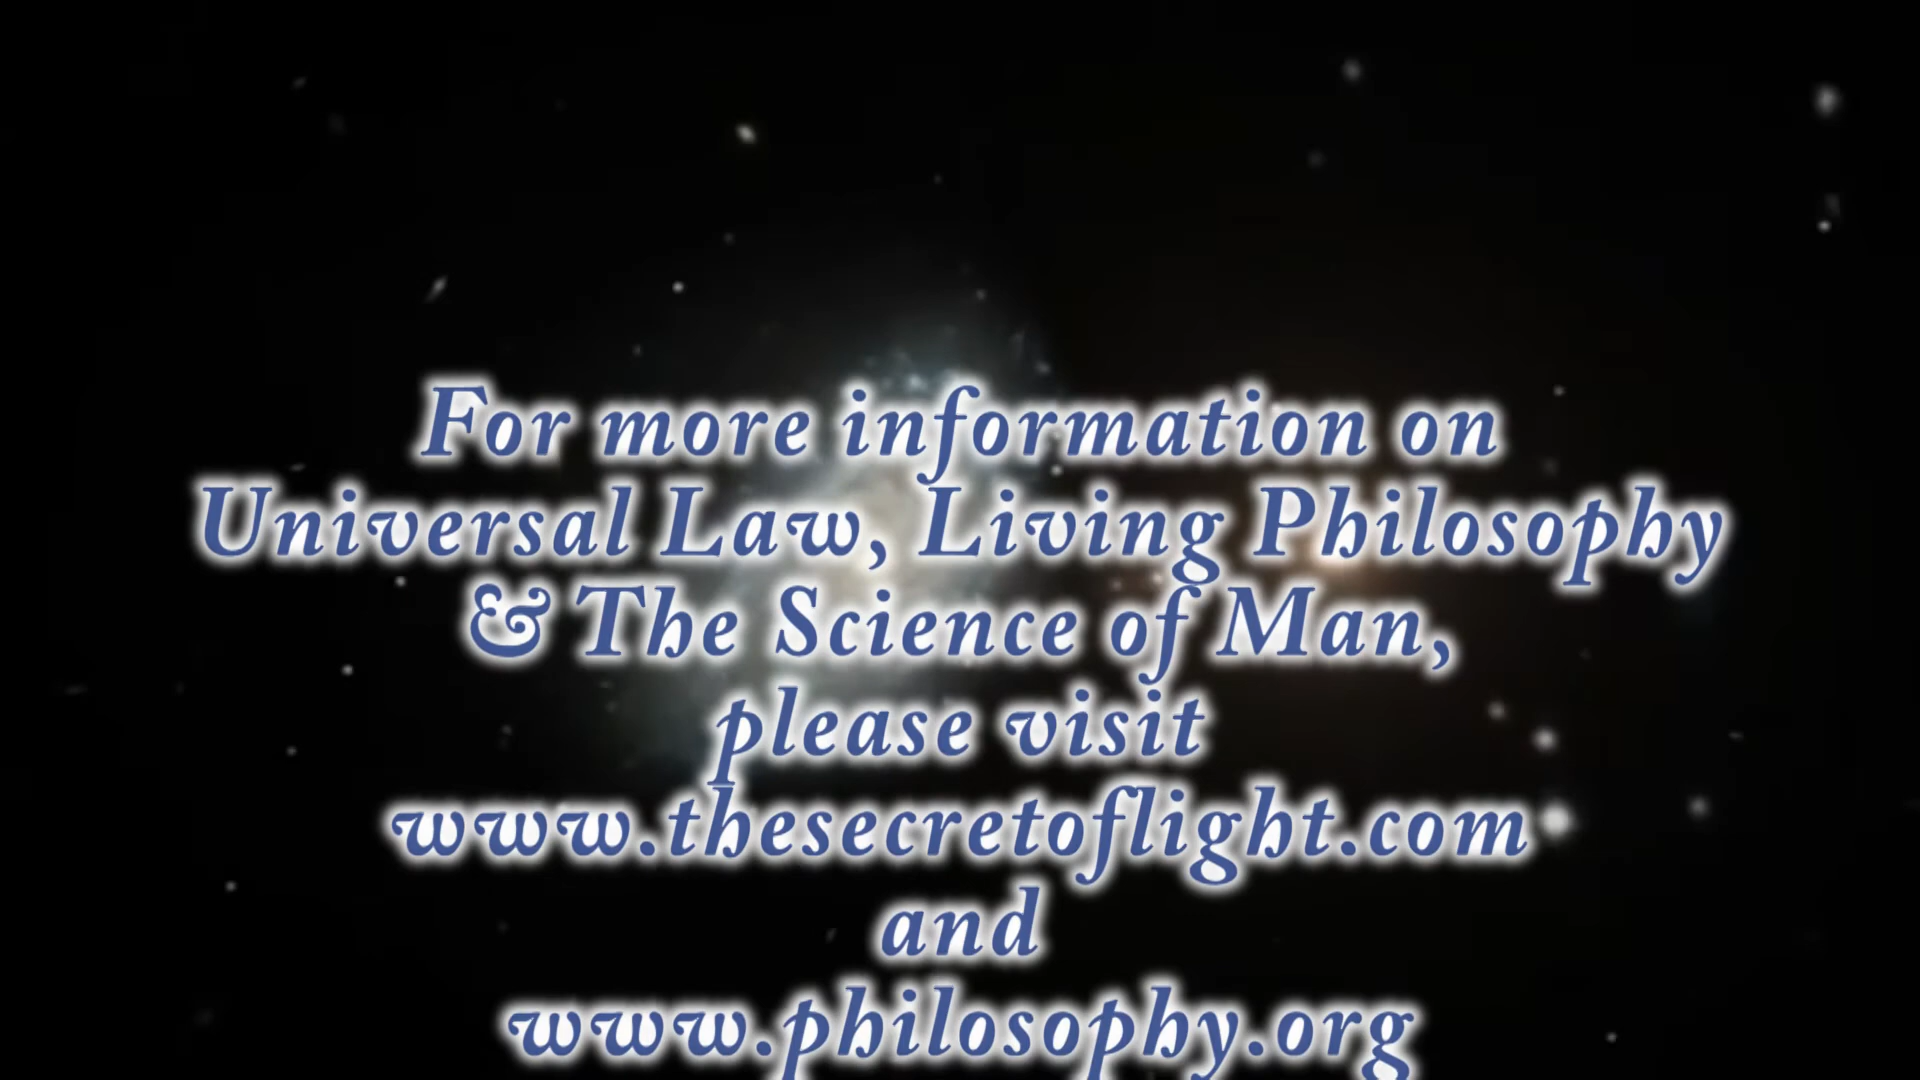 For more information on
Universal Law, Living Philosophy
& The Science of Man,
please visit
www.thesecretoflight.com
and
www.philosophy.org